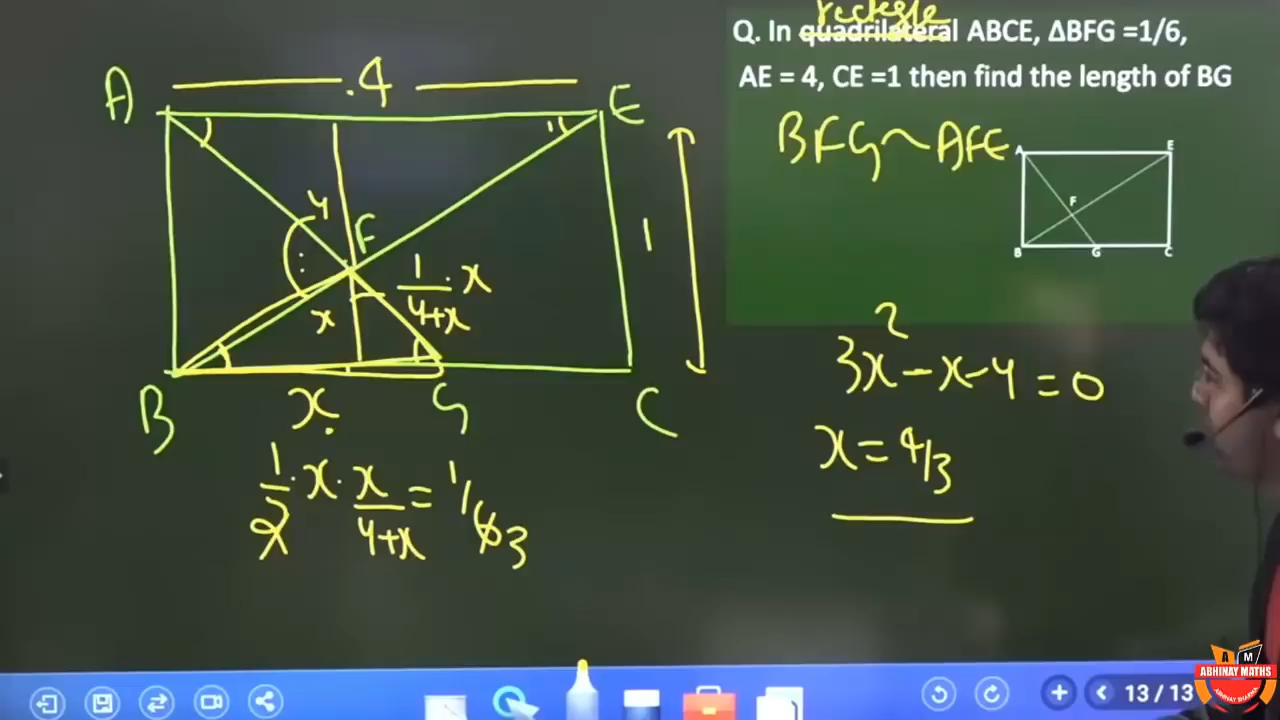 rectangle
Q. In quadrilateral ABCE, ΔBFG =1/6,
AE = 4, CE =1 then find the length of BG
BFG ~ AFE
A E
F
B G C
A .4 E
4
F
1
1/4+x . x
x
B x. G C
1/2 . x . x/4+x = 1/6 3
3x² - x - 4 = 0
x = 4/3
13 / 13
A M
ABHINAY MATHS
ABHINAY SHARMA